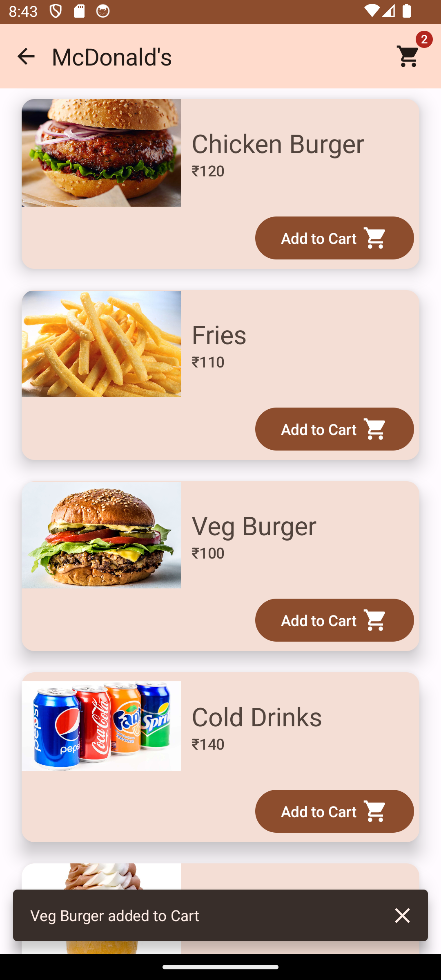 8:43
McDonald's
2
Chicken Burger
₹120
Add to Cart
Fries
₹110
Add to Cart
Veg Burger
₹100
Add to Cart
pepsi
pepsi
Coca-Cola
Fanta
Sprite
Cold Drinks
₹140
Add to Cart
Veg Burger added to Cart